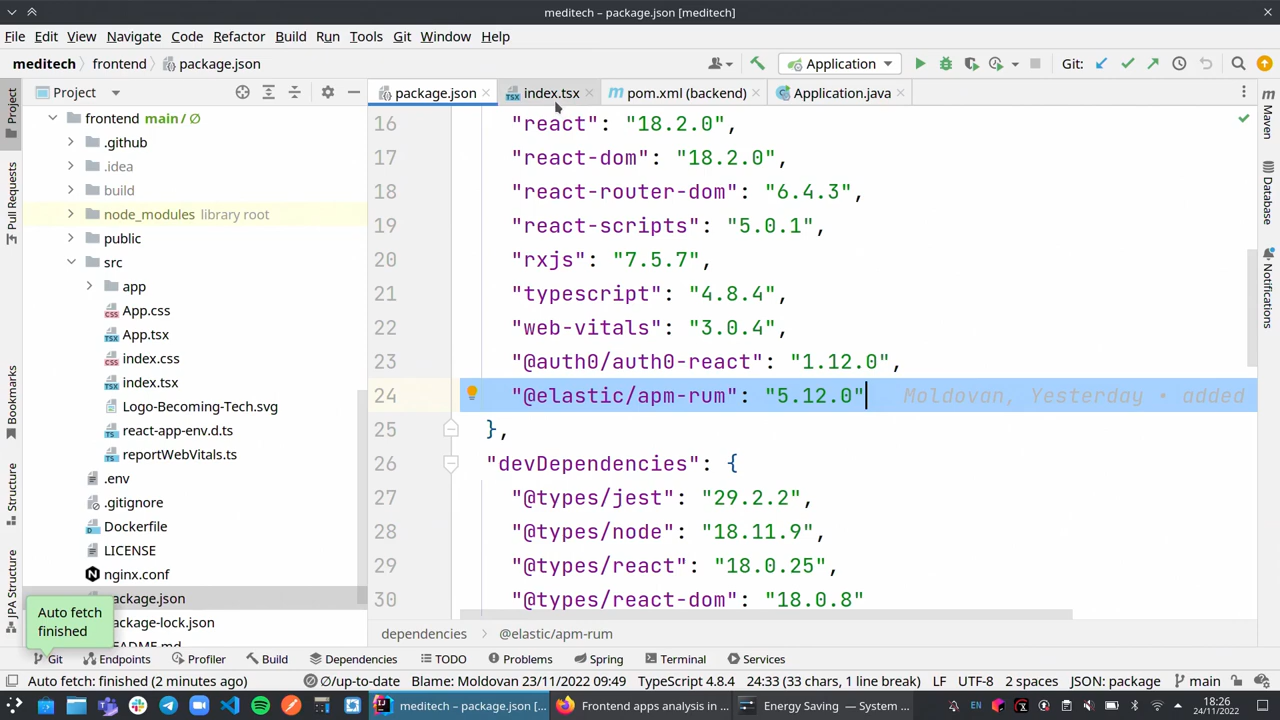 meditech – package.json [meditech]
File Edit View Navigate Code Refactor Build Run Tools Git Window Help
meditech frontend package.json Application Git:
Project package.json index.tsx pom.xml (backend) Application.java
frontend main / ∅
.github
.idea
build
node_modules library root
public
src
app
App.css
App.tsx
index.css
index.tsx
Logo-Becoming-Tech.svg
react-app-env.d.ts
reportWebVitals.ts
.env
.gitignore
Dockerfile
LICENSE
nginx.conf
package.json
package-lock.json
README.md
Auto fetch
finished
Project
Pull Requests
Bookmarks
Structure
JPA Structure
16 "react": "18.2.0",
17 "react-dom": "18.2.0",
18 "react-router-dom": "6.4.3",
19 "react-scripts": "5.0.1",
20 "rxjs": "7.5.7",
21 "typescript": "4.8.4",
22 "web-vitals": "3.0.4",
23 "@auth0/auth0-react": "1.12.0",
24 "@elastic/apm-rum": "5.12.0" Moldovan, Yesterday • added
25 },
26 "devDependencies": {
27 "@types/jest": "29.2.2",
28 "@types/node": "18.11.9",
29 "@types/react": "18.0.25",
30 "@types/react-dom": "18.0.8"
Maven
Database
Notifications
dependencies @elastic/apm-rum
Git Endpoints Profiler Build Dependencies TODO Problems Spring Terminal Services
Auto fetch: finished (2 minutes ago) ∅/up-to-date Blame: Moldovan 23/11/2022 09:49 TypeScript 4.8.4 24:33 (33 chars, 1 line break) LF UTF-8 2 spaces JSON: package main
meditech – package.json [... Frontend apps analysis in ... Energy Saving — System ... EN 18:26
24/11/2022